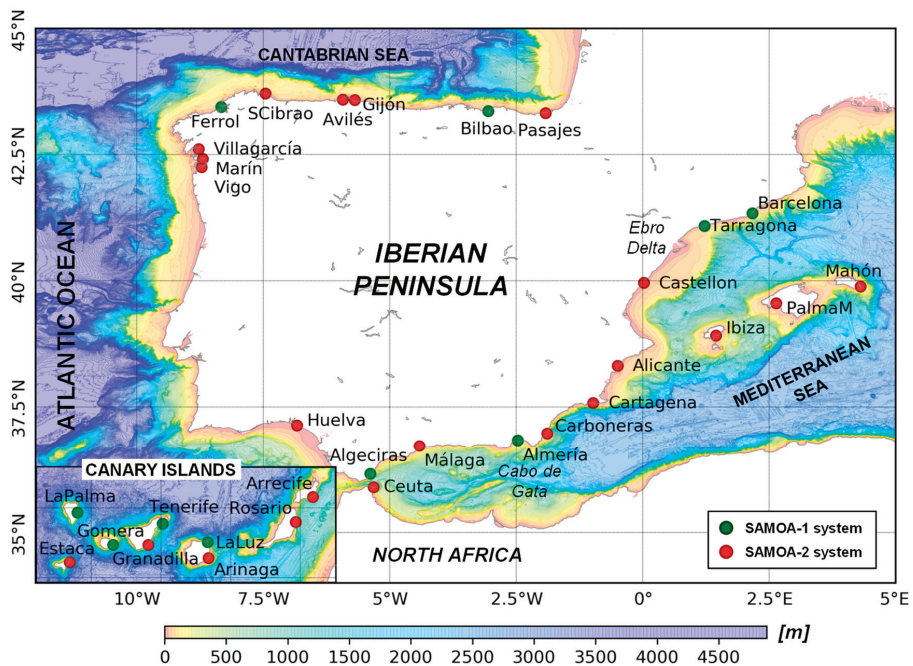 45°N
42.5°N
40°N
37.5°N
35°N
CANTABRIAN SEA
Ferrol
SCibrao
Avilés
Gijón
Bilbao
Pasajes
Villagarcía
Marín
Vigo
ATLANTIC OCEAN
IBERIAN
PENINSULA
Ebro
Delta
Barcelona
Tarragona
Castellon
Mahón
PalmaM
Ibiza
Alicante
MEDITERRANEAN
SEA
Cartagena
Carboneras
Huelva
Algeciras
Málaga
Almería
Cabo de
Gata
Ceuta
CANARY ISLANDS
Arrecife
LaPalma
Tenerife
Rosario
Gomera
Estaca
LaLuz
Granadilla
Arinaga
NORTH AFRICA
SAMOA-1 system
SAMOA-2 system
10°W
7.5°W
5°W
2.5°W
0°
2.5°E
5°E
[m]
0
500
1000
1500
2000
2500
3000
3500
4000
4500